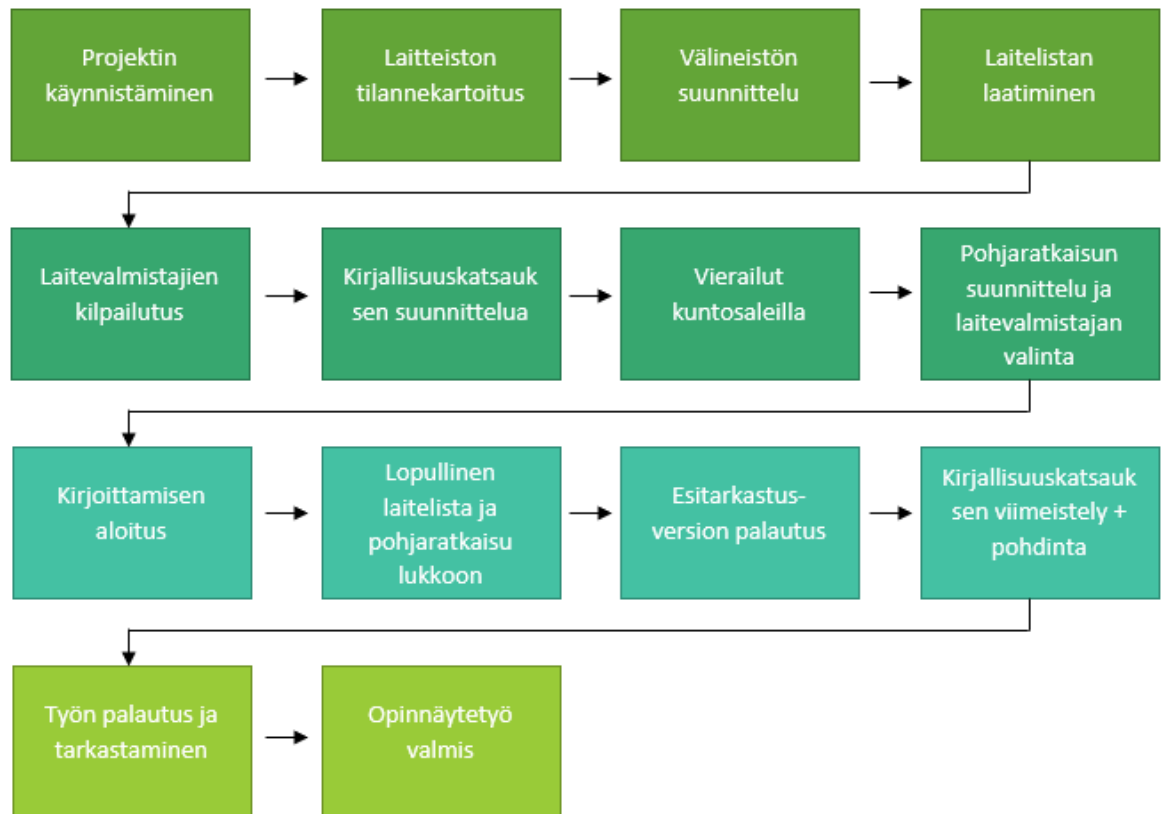 Projektin
käynnistäminen
Laitteiston
tilannekartoitus
Välineistön
suunnittelu
Laitelistan
laatiminen
Laitevalmistajien
kilpailutus
Kirjallisuuskatsauk
sen suunnittelua
Vierailut
kuntosaleilla
Pohjaratkaisun
suunnittelu ja
laitevalmistajan
valinta
Kirjoittamisen
aloitus
Lopullinen
laitelista ja
pohjaratkaisu
lukkoon
Esitarkastus-
version palautus
Kirjallisuuskatsauk
sen viimeistely +
pohdinta
Työn palautus ja
tarkastaminen
Opinnäytetyö
valmis